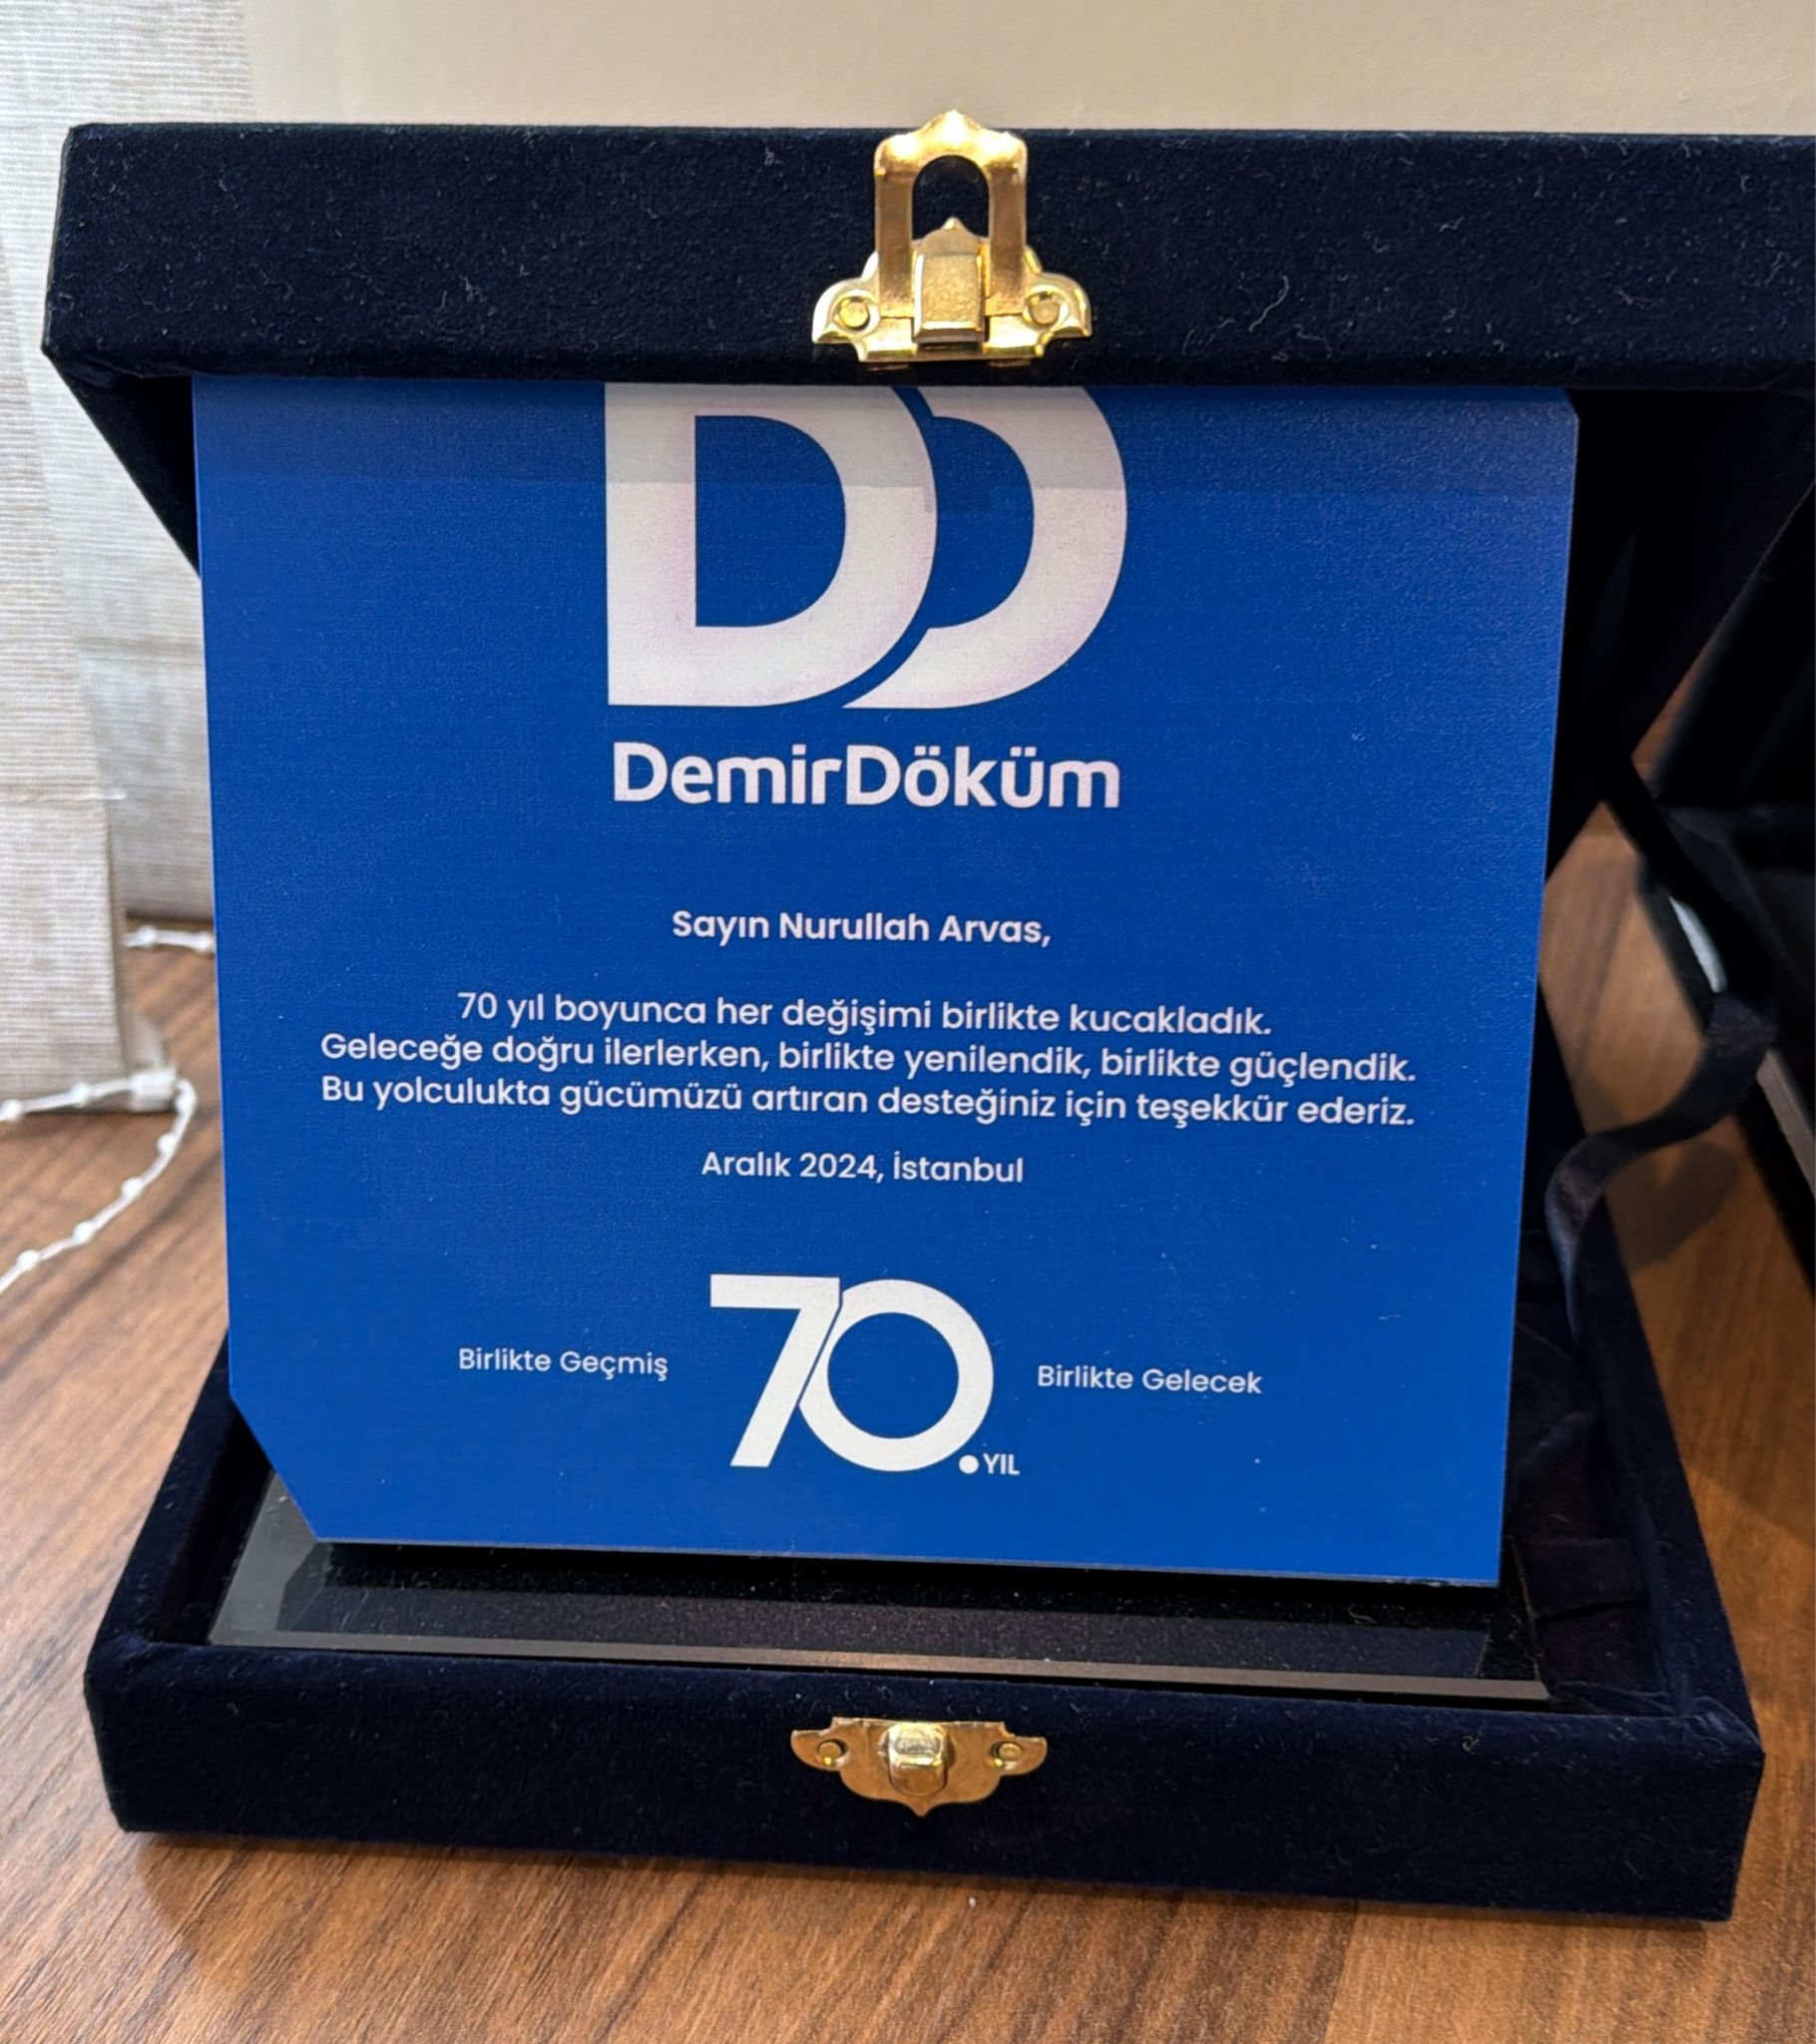 DD
DemirDöküm
Sayın Nurullah Arvas,
70 yıl boyunca her değişimi birlikte kucakladık.
Geleceğe doğru ilerlerken, birlikte yenilendik, birlikte güçlendik.
Bu yolculukta gücümüzü artıran desteğiniz için teşekkür ederiz.
Aralık 2024, İstanbul
Birlikte Geçmiş 70.YIL Birlikte Gelecek